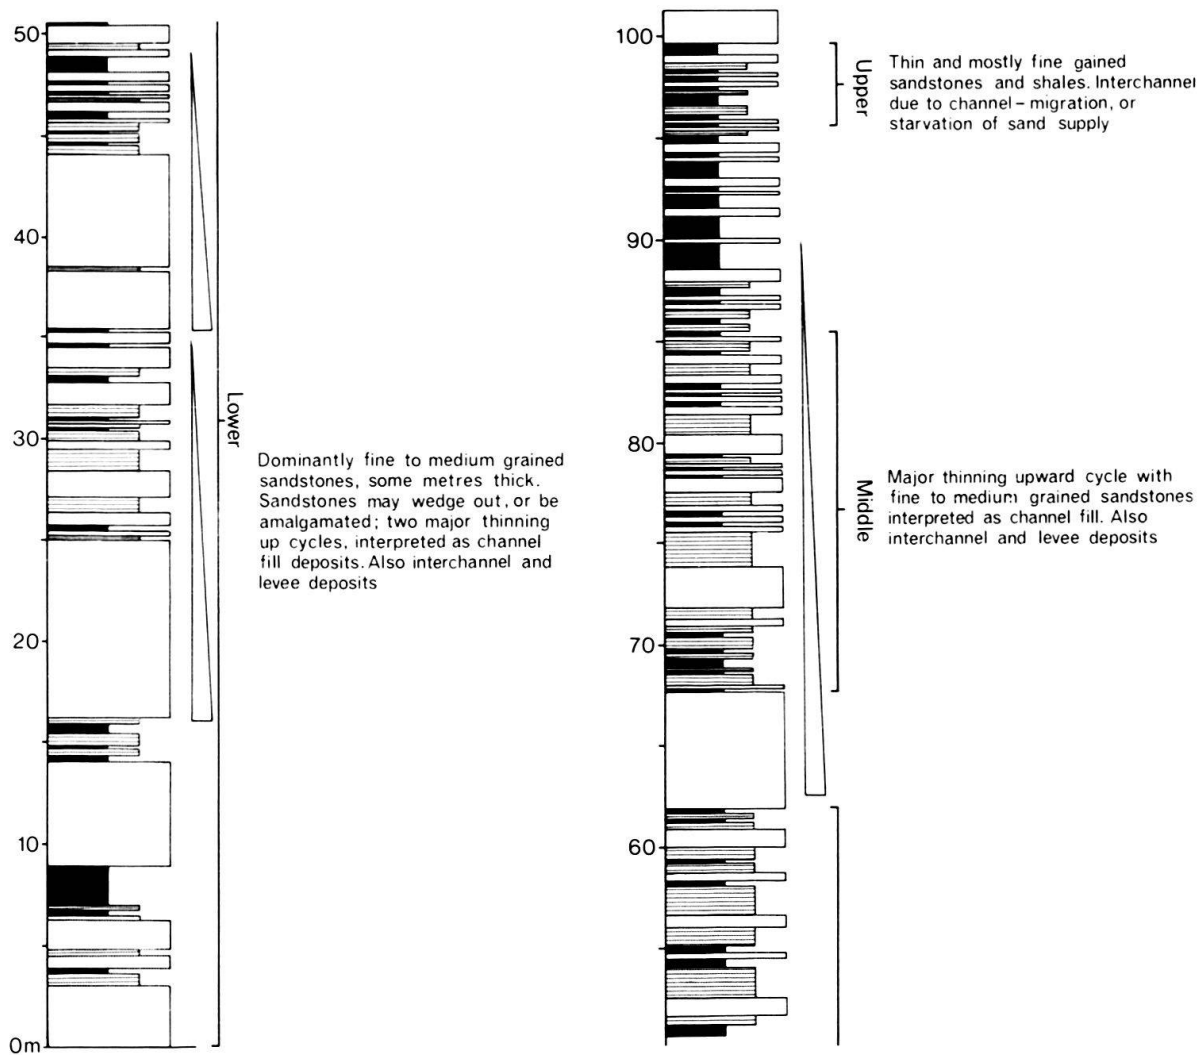 50
40
30
20
10
0m
Lower
Dominantly fine to medium grained
sandstones, some metres thick.
Sandstones may wedge out, or be
amalgamated; two major thinning
up cycles, interpreted as channel
fill deposits. Also interchannel and
levee deposits
100
90
80
70
60
Upper
Thin and mostly fine gained
sandstones and shales. Interchannel
due to channel-migration, or
starvation of sand supply
Middle
Major thinning upward cycle with
fine to medium grained sandstones
interpreted as channel fill. Also
interchannel and levee deposits